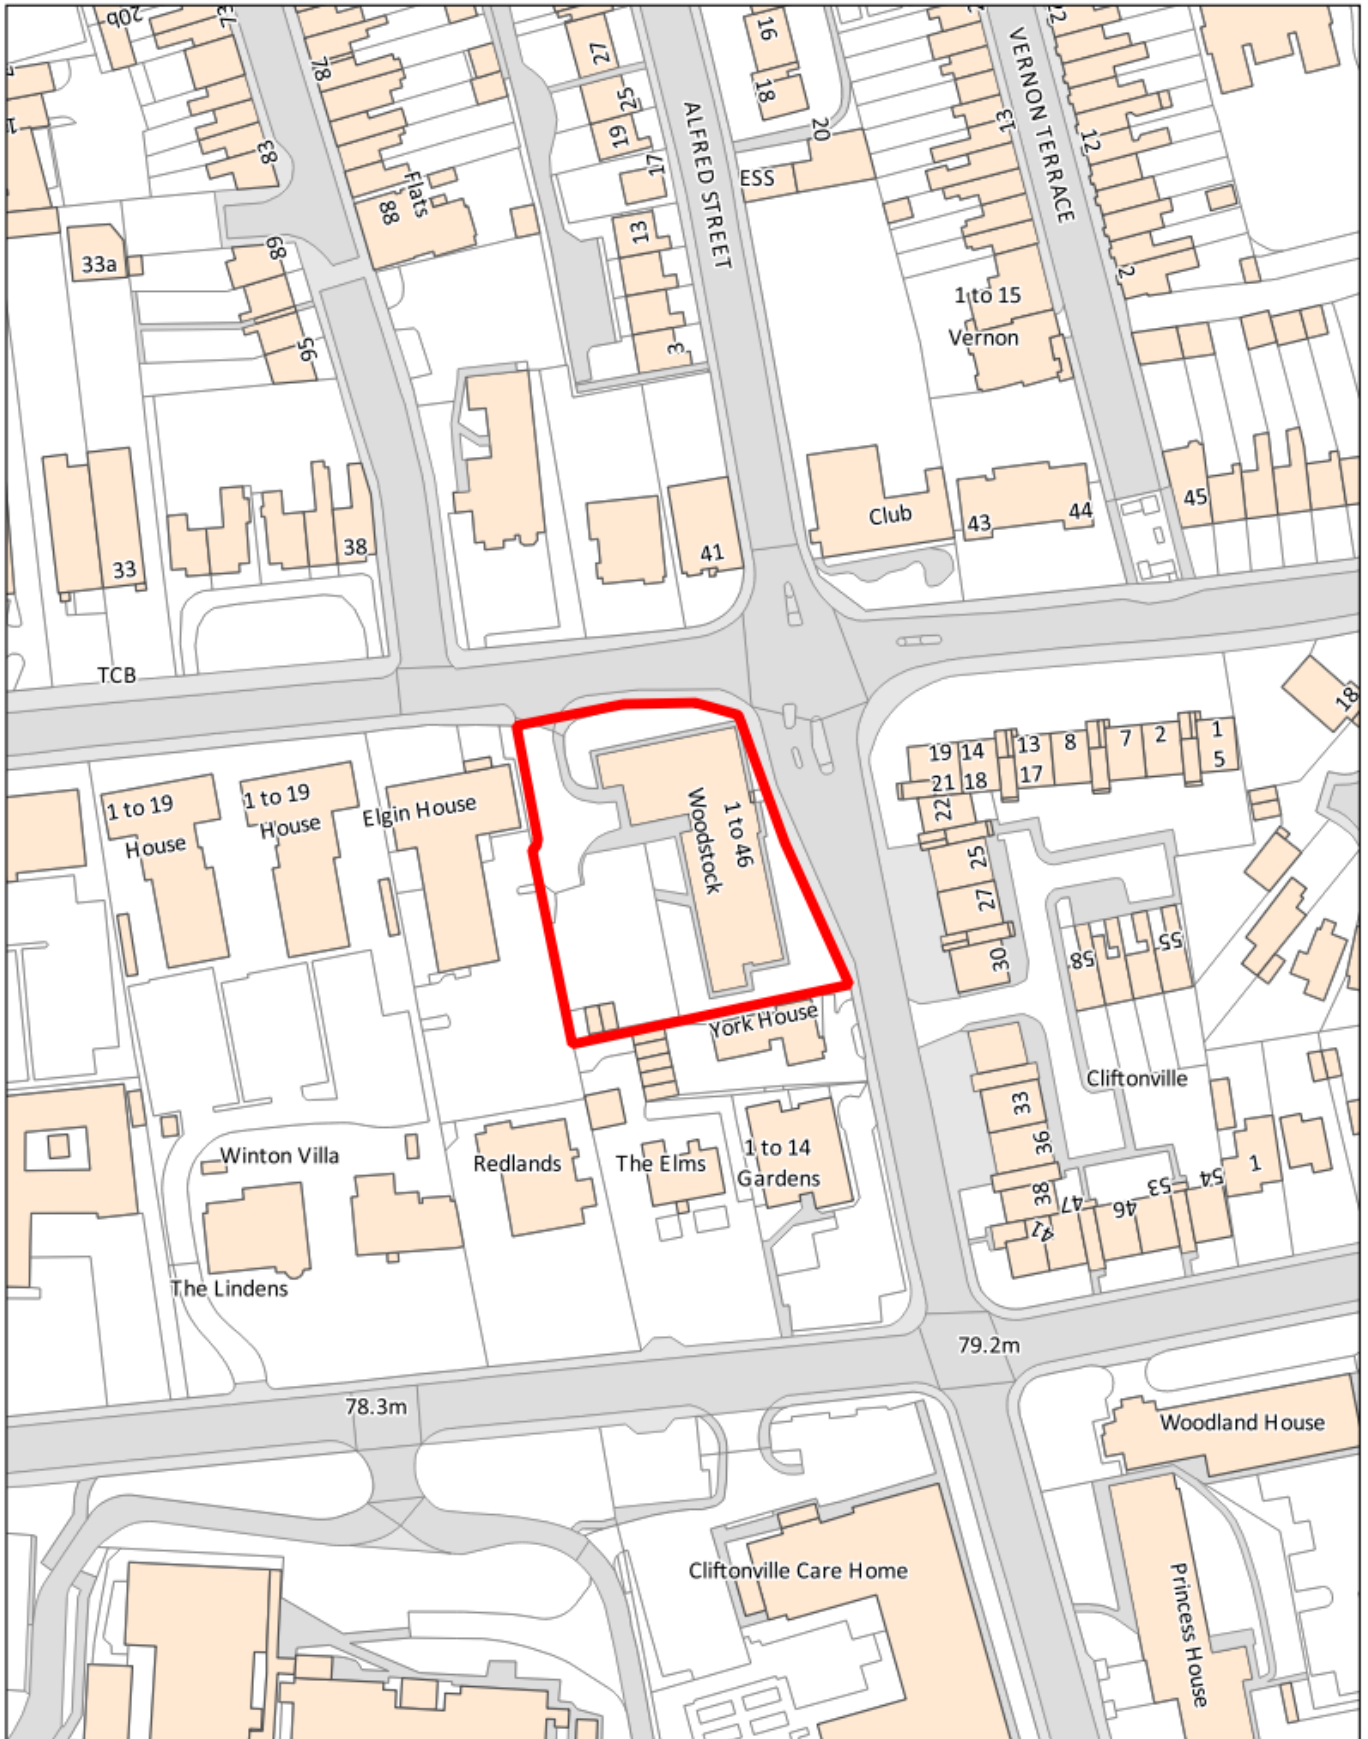 20b
73
78
27
16
18
VERNON TERRACE
22
25
19
83
ALFRED STREET
20
13
12
17
ESS
Flats
88
13
33a
89
2
1 to 15
Vernon
95
3
45
Club
43
44
41
38
33
TCB
18
1 to 19
House
1 to 19
House
Elgin House
1 to 46
Woodstock
19
14
13
8
7
2
1
21
18
17
5
22
25
27
30
58
55
York House
Cliftonville
33
36
38
41
47
46
53
54
1
Winton Villa
Redlands
The Elms
1 to 14
Gardens
The Lindens
79.2m
78.3m
Woodland House
Cliftonville Care Home
Princess House